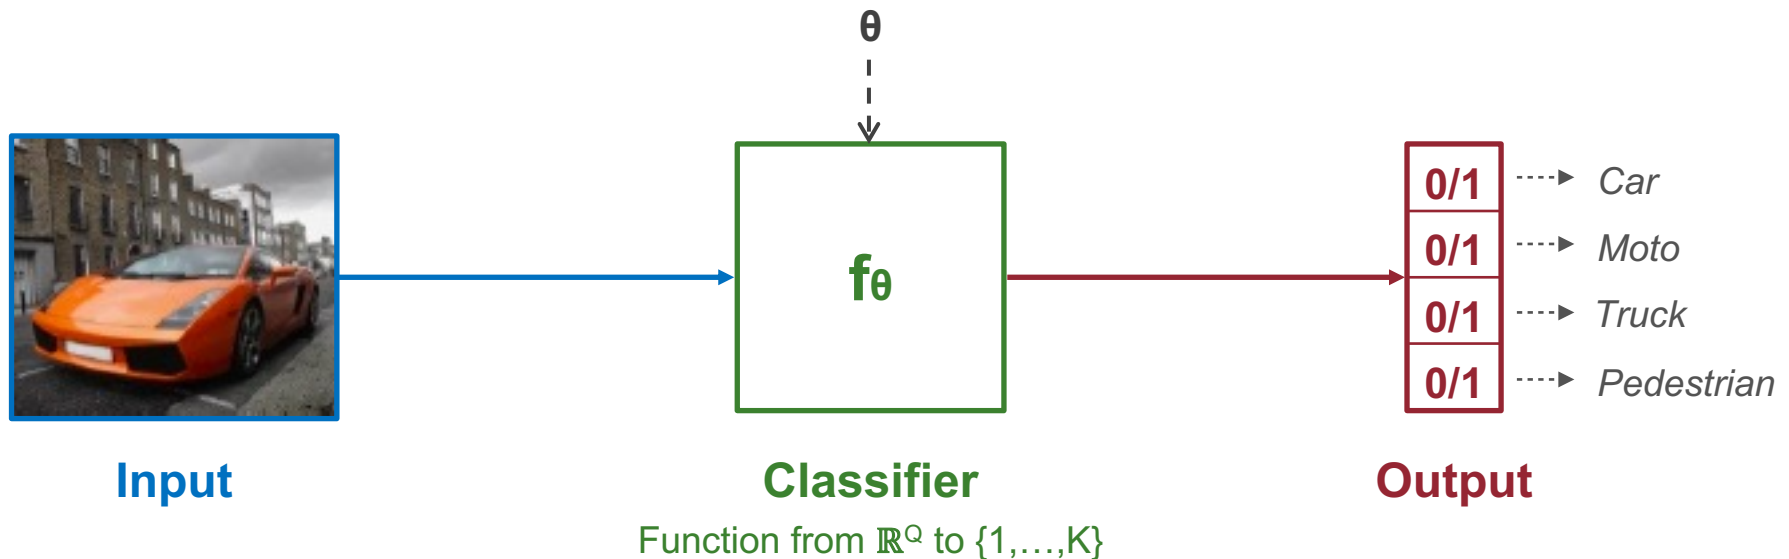 θ
fθ
0/1 Car
0/1 Moto
0/1 Truck
0/1 Pedestrian
Input
Classifier
Output
Function from ℝ^Q to {1,…,K}